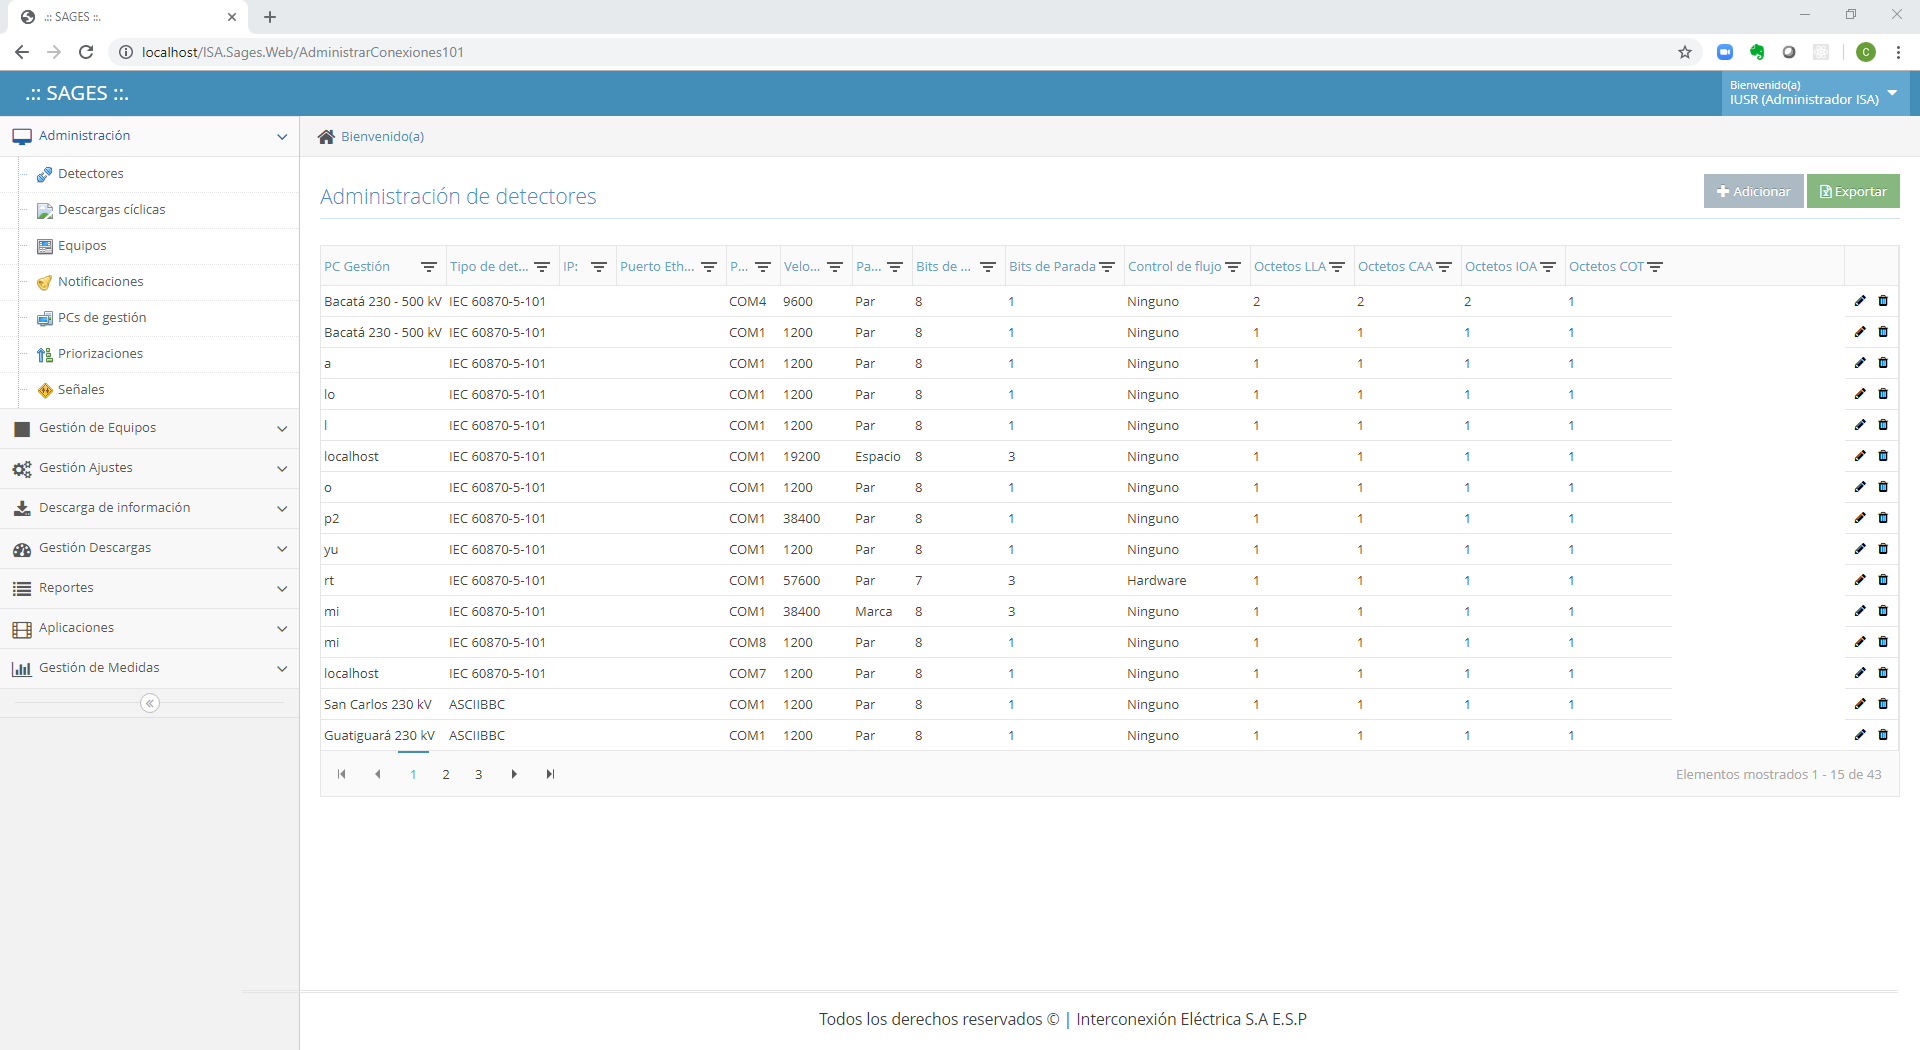 .:: SAGES ::.
localhost/ISA.Sages.Web/AdministrarConexiones101
C
.:: SAGES ::.
Bienvenido(a)
IUSR (Administrador ISA)
Administración
Detectores
Descargas cíclicas
Equipos
Notificaciones
PCs de gestión
Priorizaciones
Señales
Gestión de Equipos
Gestión Ajustes
Descarga de información
Gestión Descargas
Reportes
Aplicaciones
Gestión de Medidas
Bienvenido(a)
Administración de detectores
Adicionar
Exportar
PC Gestión Tipo de det... IP: Puerto Eth... P... Velo... Pa... Bits de ... Bits de Parada Control de flujo Octetos LLA Octetos CAA Octetos IOA Octetos COT
Bacatá 230 - 500 kV IEC 60870-5-101 COM4 9600 Par 8 1 Ninguno 2 2 2 1
Bacatá 230 - 500 kV IEC 60870-5-101 COM1 1200 Par 8 1 Ninguno 1 1 1 1
a IEC 60870-5-101 COM1 1200 Par 8 1 Ninguno 1 1 1 1
lo IEC 60870-5-101 COM1 1200 Par 8 1 Ninguno 1 1 1 1
l IEC 60870-5-101 COM1 1200 Par 8 1 Ninguno 1 1 1 1
localhost IEC 60870-5-101 COM1 19200 Espacio 8 3 Ninguno 1 1 1 1
o IEC 60870-5-101 COM1 1200 Par 8 1 Ninguno 1 1 1 1
p2 IEC 60870-5-101 COM1 38400 Par 8 1 Ninguno 1 1 1 1
yu IEC 60870-5-101 COM1 1200 Par 8 1 Ninguno 1 1 1 1
rt IEC 60870-5-101 COM1 57600 Par 7 3 Hardware 1 1 1 1
mi IEC 60870-5-101 COM1 38400 Marca 8 3 Ninguno 1 1 1 1
mi IEC 60870-5-101 COM8 1200 Par 8 1 Ninguno 1 1 1 1
localhost IEC 60870-5-101 COM7 1200 Par 8 1 Ninguno 1 1 1 1
San Carlos 230 kV ASCIIBBC COM1 1200 Par 8 1 Ninguno 1 1 1 1
Guatiguará 230 kV ASCIIBBC COM1 1200 Par 8 1 Ninguno 1 1 1 1
1 2 3
Elementos mostrados 1 - 15 de 43
Todos los derechos reservados © | Interconexión Eléctrica S.A E.S.P